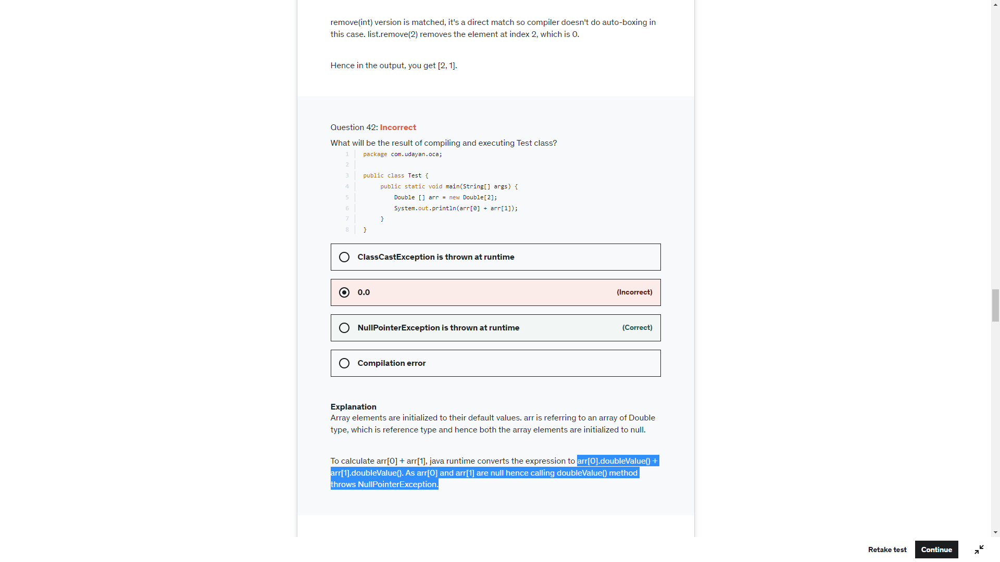 remove(int) version is matched, it's a direct match so compiler doesn't do auto-boxing in
this case. list.remove(2) removes the element at index 2, which is 0.
Hence in the output, you get [2, 1].
Question 42: Incorrect
What will be the result of compiling and executing Test class?
1 package com.udayan.oca;
2
3 public class Test {
4 public static void main(String[] args) {
5 Double [] arr = new Double[2];
6 System.out.println(arr[0] + arr[1]);
7 }
8 }
ClassCastException is thrown at runtime
0.0 (Incorrect)
NullPointerException is thrown at runtime (Correct)
Compilation error
Explanation
Array elements are initialized to their default values. arr is referring to an array of Double
type, which is reference type and hence both the array elements are initialized to null.
To calculate arr[0] + arr[1], java runtime converts the expression to arr[0].doubleValue() +
arr[1].doubleValue(). As arr[0] and arr[1] are null hence calling doubleValue() method
throws NullPointerException.
Retake test Continue